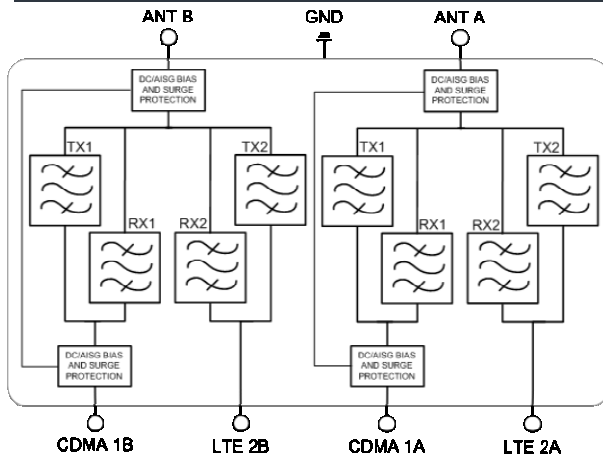 ANT B GND ANT A
DC/AISG BIAS
AND SURGE
PROTECTION
DC/AISG BIAS
AND SURGE
PROTECTION
TX1 TX2 TX1 TX2
RX1 RX2 RX1 RX2
DC/AISG BIAS
AND SURGE
PROTECTION
DC/AISG BIAS
AND SURGE
PROTECTION
CDMA 1B LTE 2B CDMA 1A LTE 2A